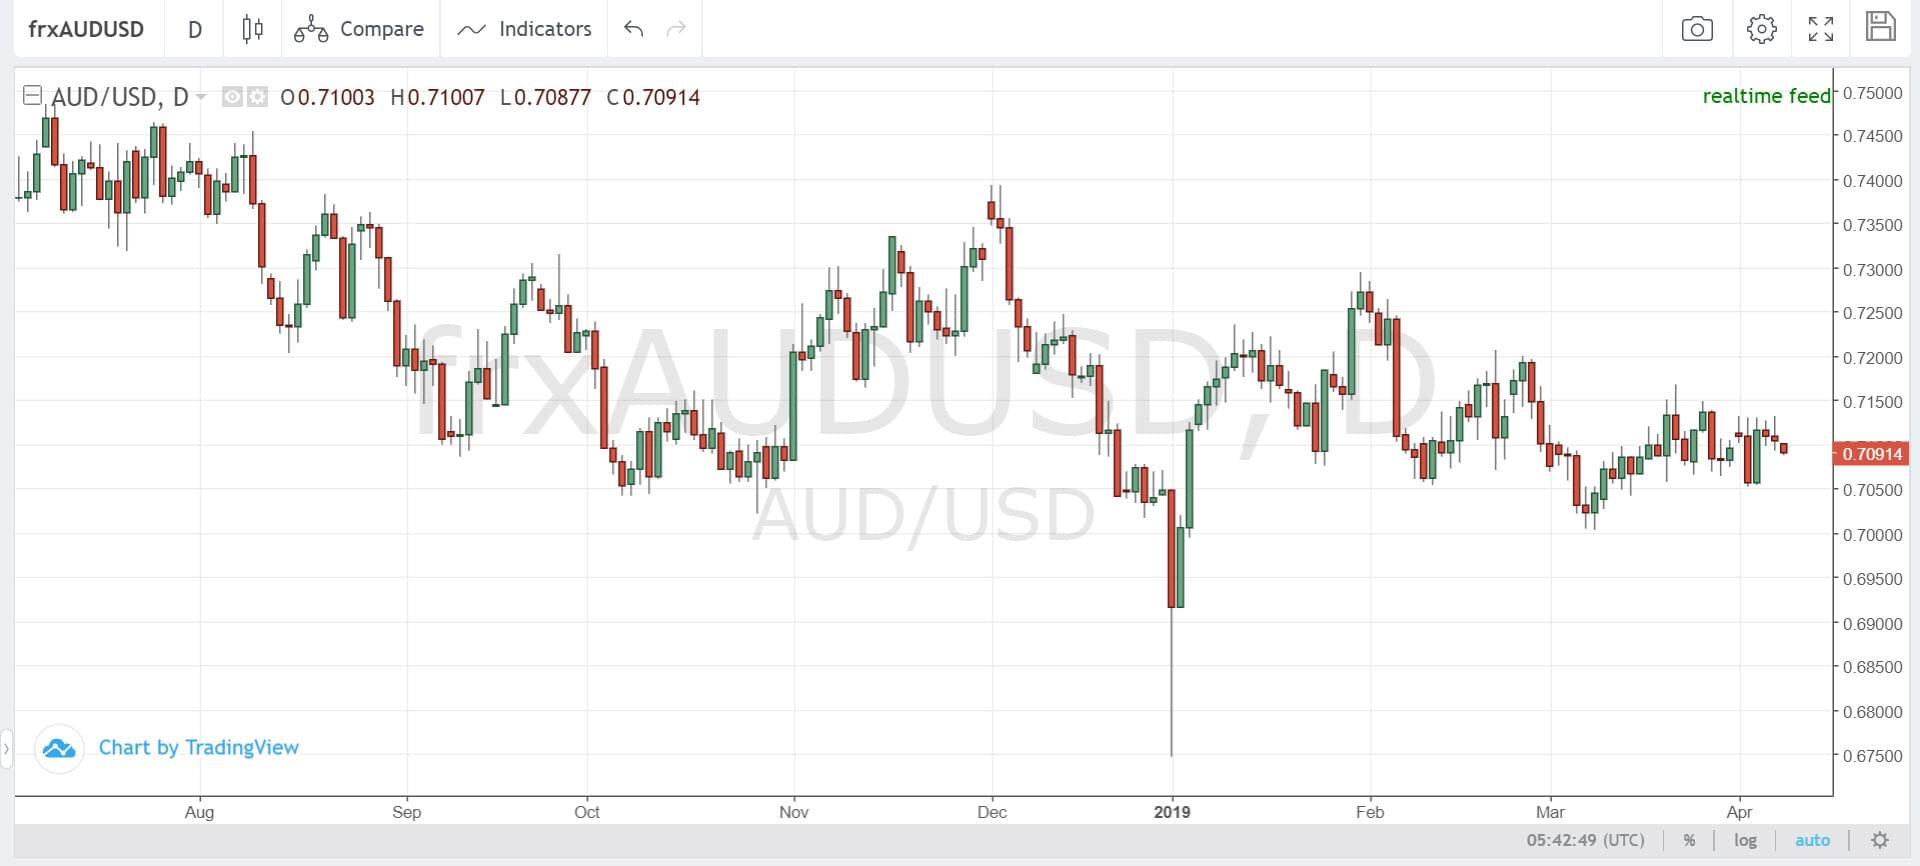 frxAUDUSD D Compare Indicators
AUD/USD, D O0.71003 H0.71007 L0.70877 C0.70914
realtime feed
0.75000
0.74500
0.74000
0.73500
0.73000
0.72500
0.72000
0.71500
0.70914
0.70500
0.70000
0.69500
0.69000
0.68500
0.68000
0.67500
frxAUDUSD, D
AUD/USD
Chart by TradingView
Aug Sep Oct Nov Dec 2019 Feb Mar Apr
05:42:49 (UTC) % log auto